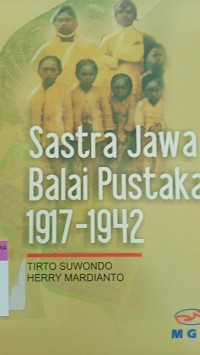 Sastra Jawa
Balai Pustaka
1917-1942
TIRTO SUWONDO
HERRY MARDIANTO